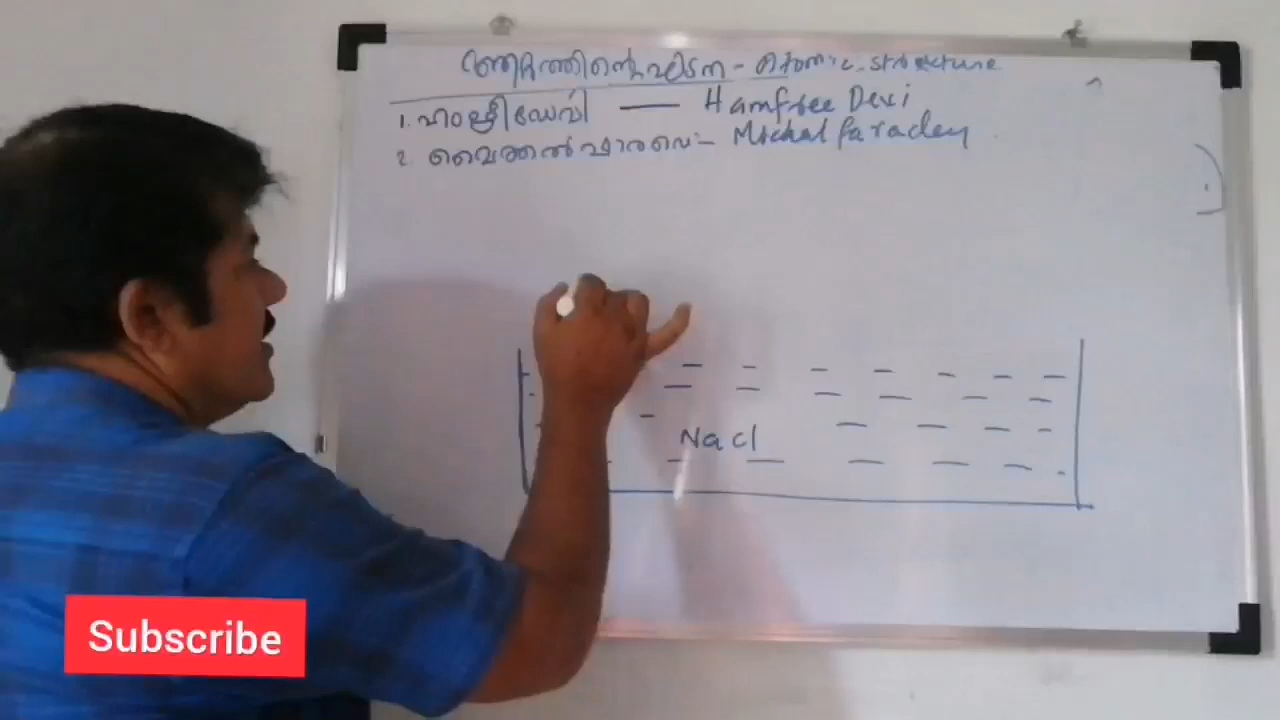 ആറ്റത്തിന്റെ ഘടന - Atomic structure
1. ഹംഫ്രീഡേവി — Hamfree Devi
2. മൈക്കൽ ഫാരഡെ - Michal faraday
NaCl
Subscribe